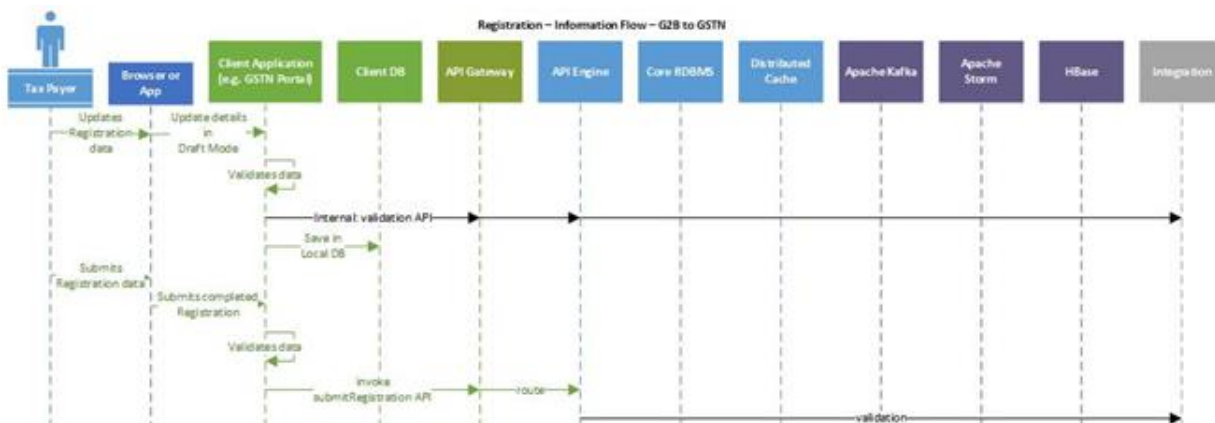 Registration – Information Flow – G2B to GSTN
Tax Payer
Browser or
App
Client Application
(e.g. GSTN Portal)
Client DB
API Gateway
API Engine
Core RDBMS
Distributed
Cache
Apache Kafka
Apache
Storm
HBase
Integration
Updates
Registration
data
Update details
in
Draft Mode
Validates data
Internal: validation API
Save in
Local DB
Submits
Registration data
Submits completed
Registration
Validates data
Invoke
submitRegistration API
route
validation